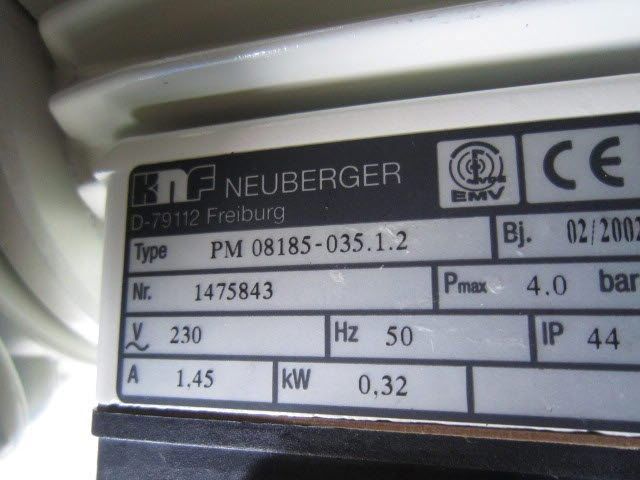 KNF NEUBERGER
D-79112 Freiburg
EMV
CE
Type PM 08185-035.1.2 Bj. 02/2002
Nr. 1475843 Pmax 4.0 bar
V 230 Hz 50 IP 44
A 1,45 kW 0,32